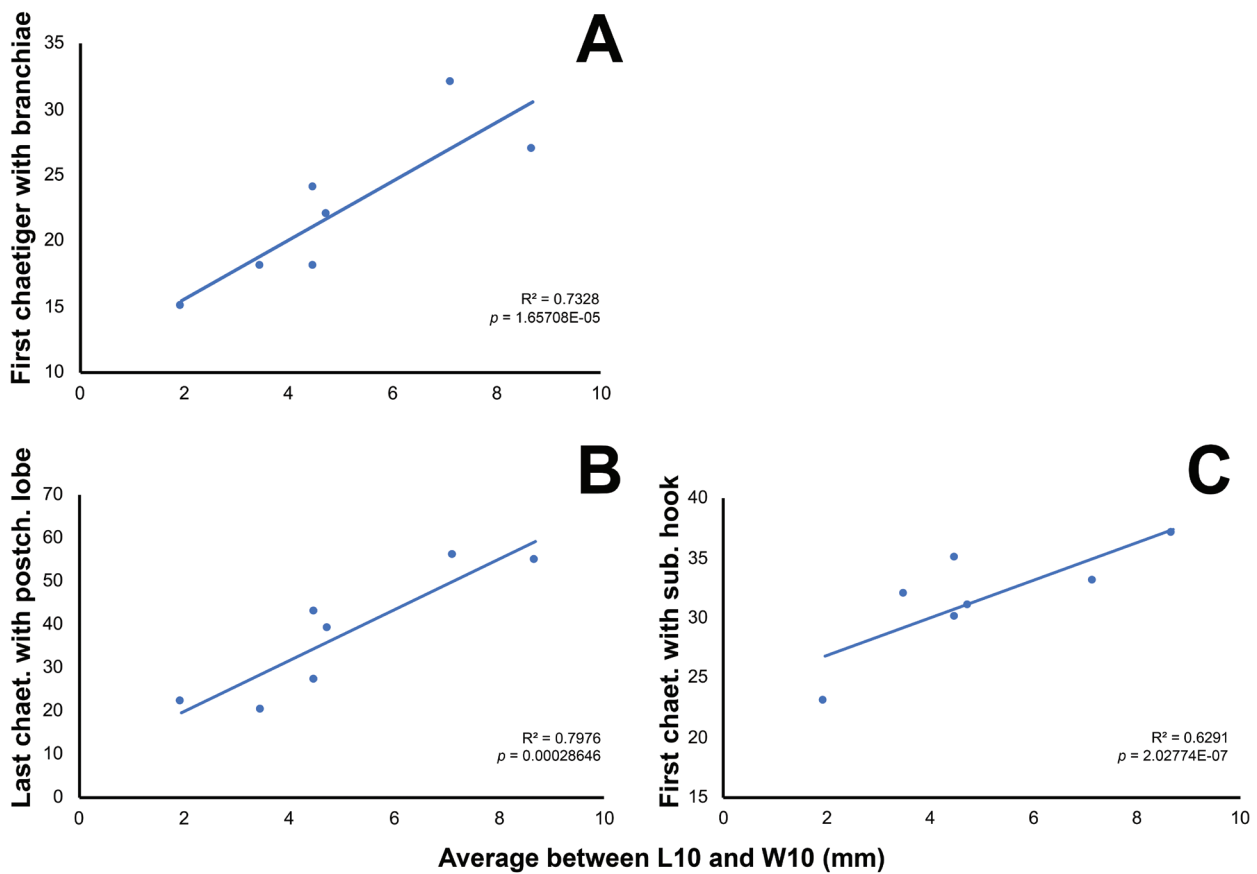 A
First chaetiger with branchiae
35
30
25
20
15
10
0 2 4 6 8 10
R² = 0.7328
p = 1.65708E-05
B
Last chaet. with postch. lobe
70
60
50
40
30
20
10
0
0 2 4 6 8 10
R² = 0.7976
p = 0.00028646
C
First chaet. with sub. hook
40
35
30
25
20
15
0 2 4 6 8 10
R² = 0.6291
p = 2.02774E-07
Average between L10 and W10 (mm)